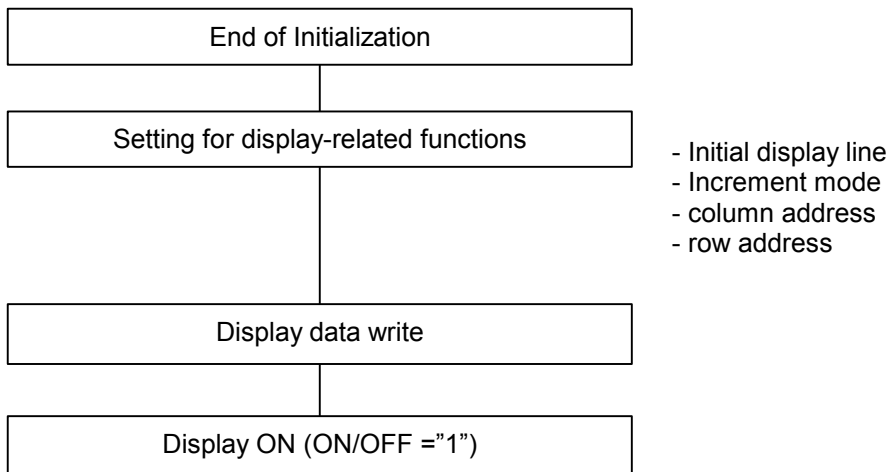 End of Initialization
Setting for display-related functions
- Initial display line
- Increment mode
- column address
- row address
Display data write
Display ON (ON/OFF =”1”)